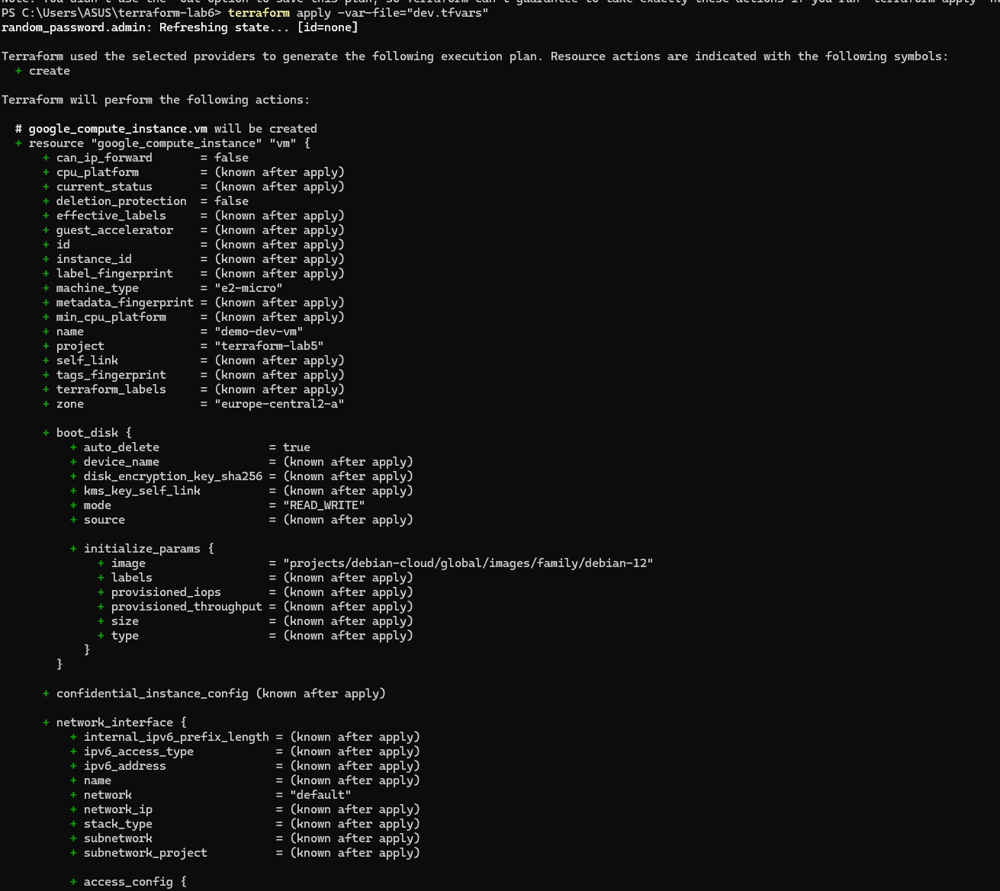 PS C:\Users\ASUS\terraform-lab6> terraform apply -var-file="dev.tfvars"
random_password.admin: Refreshing state... [id=none]
Terraform used the selected providers to generate the following execution plan. Resource actions are indicated with the following symbols:
+ create
Terraform will perform the following actions:
# google_compute_instance.vm will be created
+ resource "google_compute_instance" "vm" {
+ can_ip_forward = false
+ cpu_platform = (known after apply)
+ current_status = (known after apply)
+ deletion_protection = false
+ effective_labels = (known after apply)
+ guest_accelerator = (known after apply)
+ id = (known after apply)
+ instance_id = (known after apply)
+ label_fingerprint = (known after apply)
+ machine_type = "e2-micro"
+ metadata_fingerprint = (known after apply)
+ min_cpu_platform = (known after apply)
+ name = "demo-dev-vm"
+ project = "terraform-lab5"
+ self_link = (known after apply)
+ tags_fingerprint = (known after apply)
+ terraform_labels = (known after apply)
+ zone = "europe-central2-a"
+ boot_disk {
+ auto_delete = true
+ device_name = (known after apply)
+ disk_encryption_key_sha256 = (known after apply)
+ kms_key_self_link = (known after apply)
+ mode = "READ_WRITE"
+ source = (known after apply)
+ initialize_params {
+ image = "projects/debian-cloud/global/images/family/debian-12"
+ labels = (known after apply)
+ provisioned_iops = (known after apply)
+ provisioned_throughput = (known after apply)
+ size = (known after apply)
+ type = (known after apply)
}
}
+ confidential_instance_config (known after apply)
+ network_interface {
+ internal_ipv6_prefix_length = (known after apply)
+ ipv6_access_type = (known after apply)
+ ipv6_address = (known after apply)
+ name = (known after apply)
+ network = "default"
+ network_ip = (known after apply)
+ stack_type = (known after apply)
+ subnetwork = (known after apply)
+ subnetwork_project = (known after apply)
+ access_config {